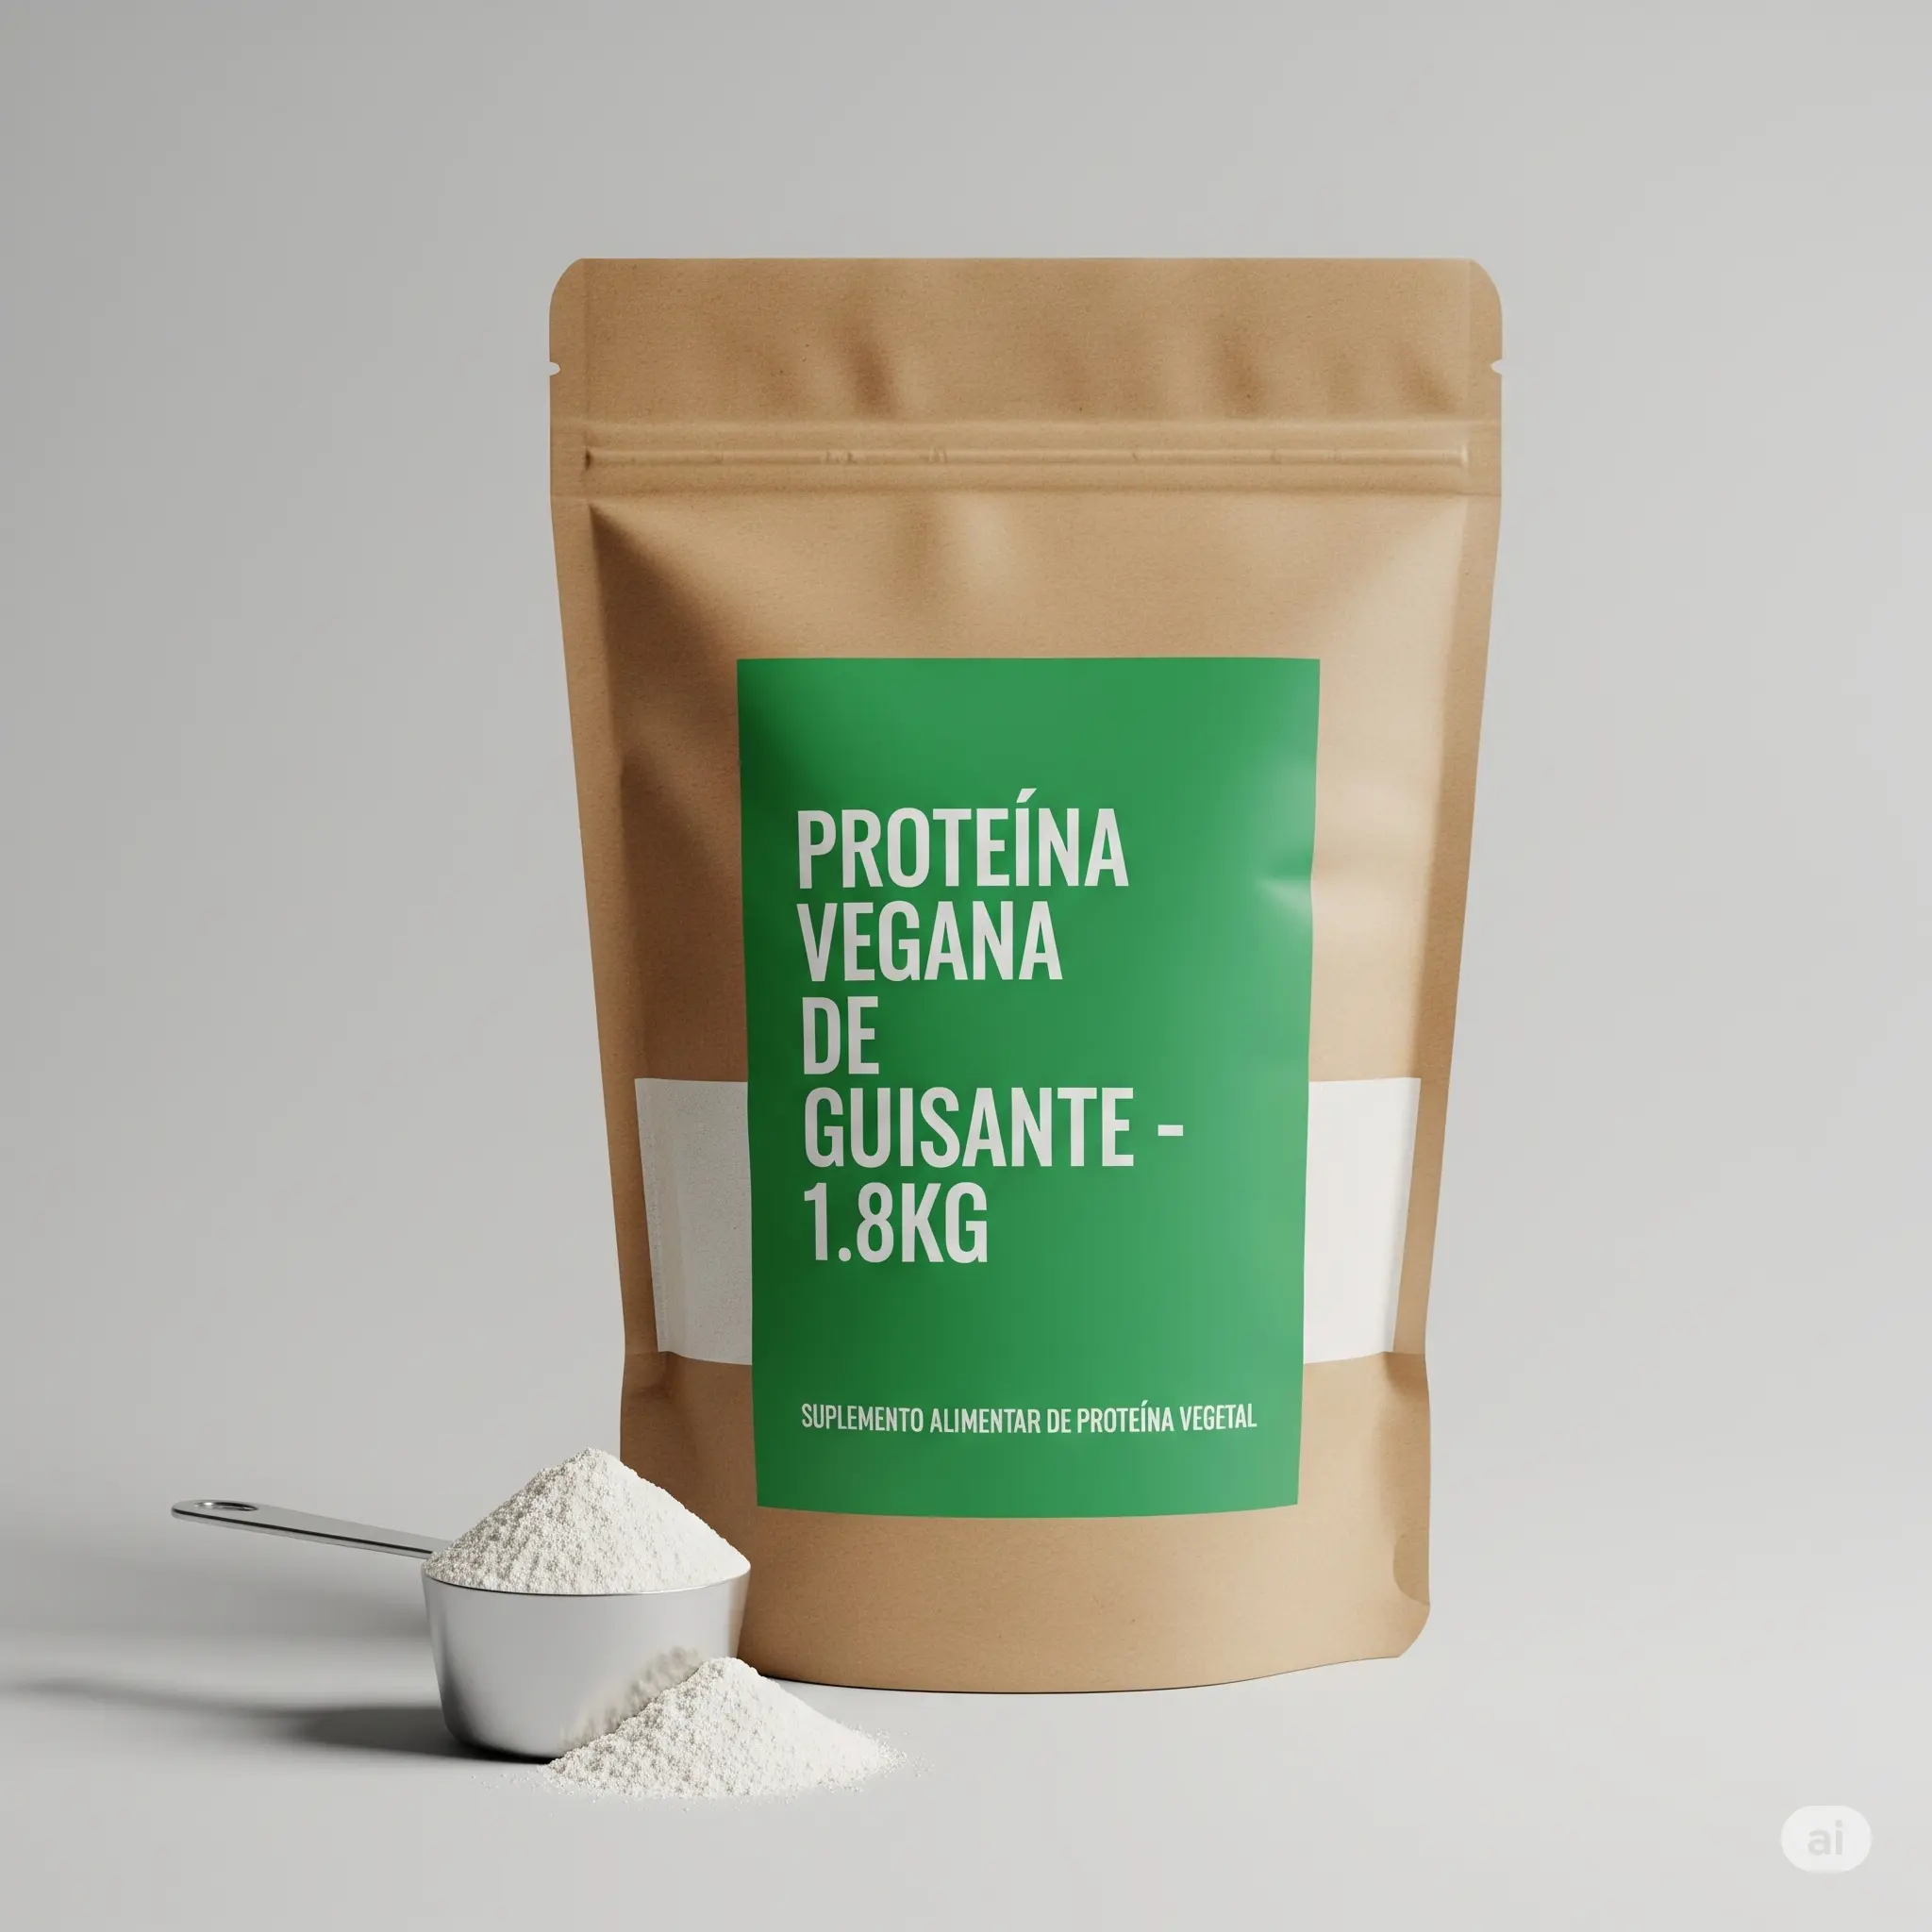 PROTEÍNA
VEGANA
DE
GUISANTE -
1.8KG
SUPLEMENTO ALIMENTAR DE PROTEÍNA VEGETAL
ai